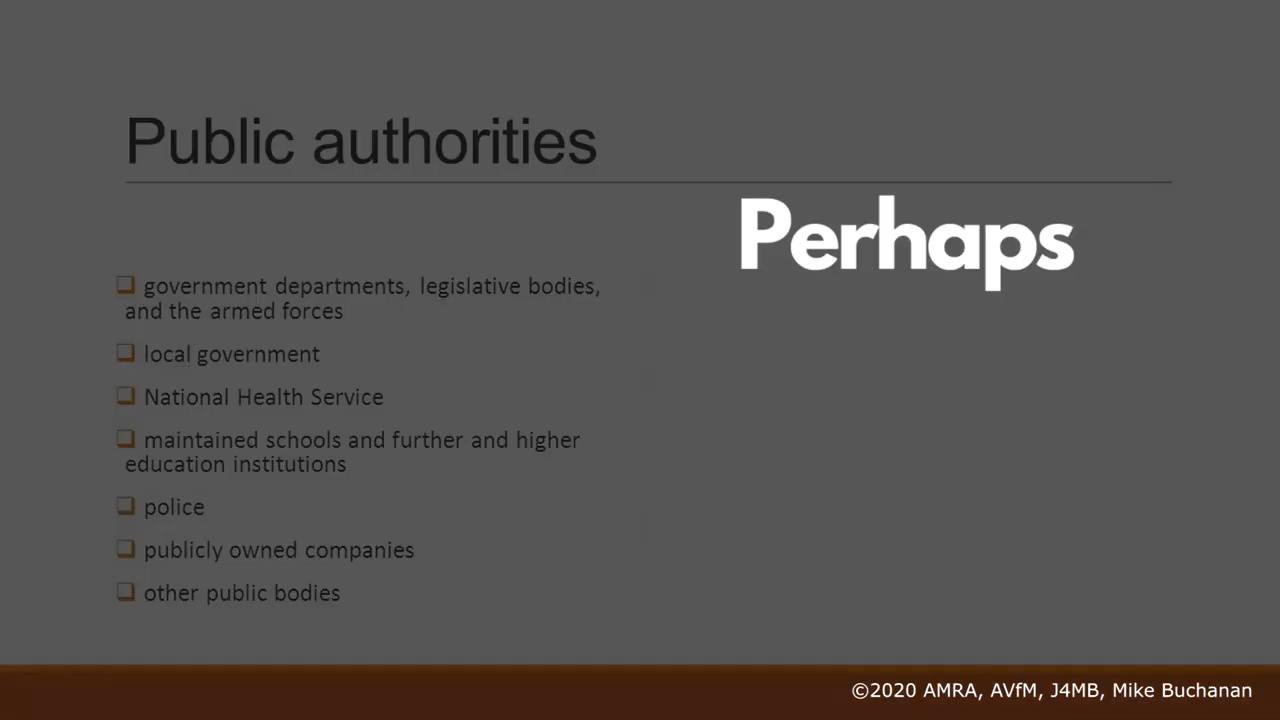 Public authorities
Perhaps
government departments, legislative bodies,
and the armed forces
local government
National Health Service
maintained schools and further and higher
education institutions
police
publicly owned companies
other public bodies
©2020 AMRA, AVfM, J4MB, Mike Buchanan